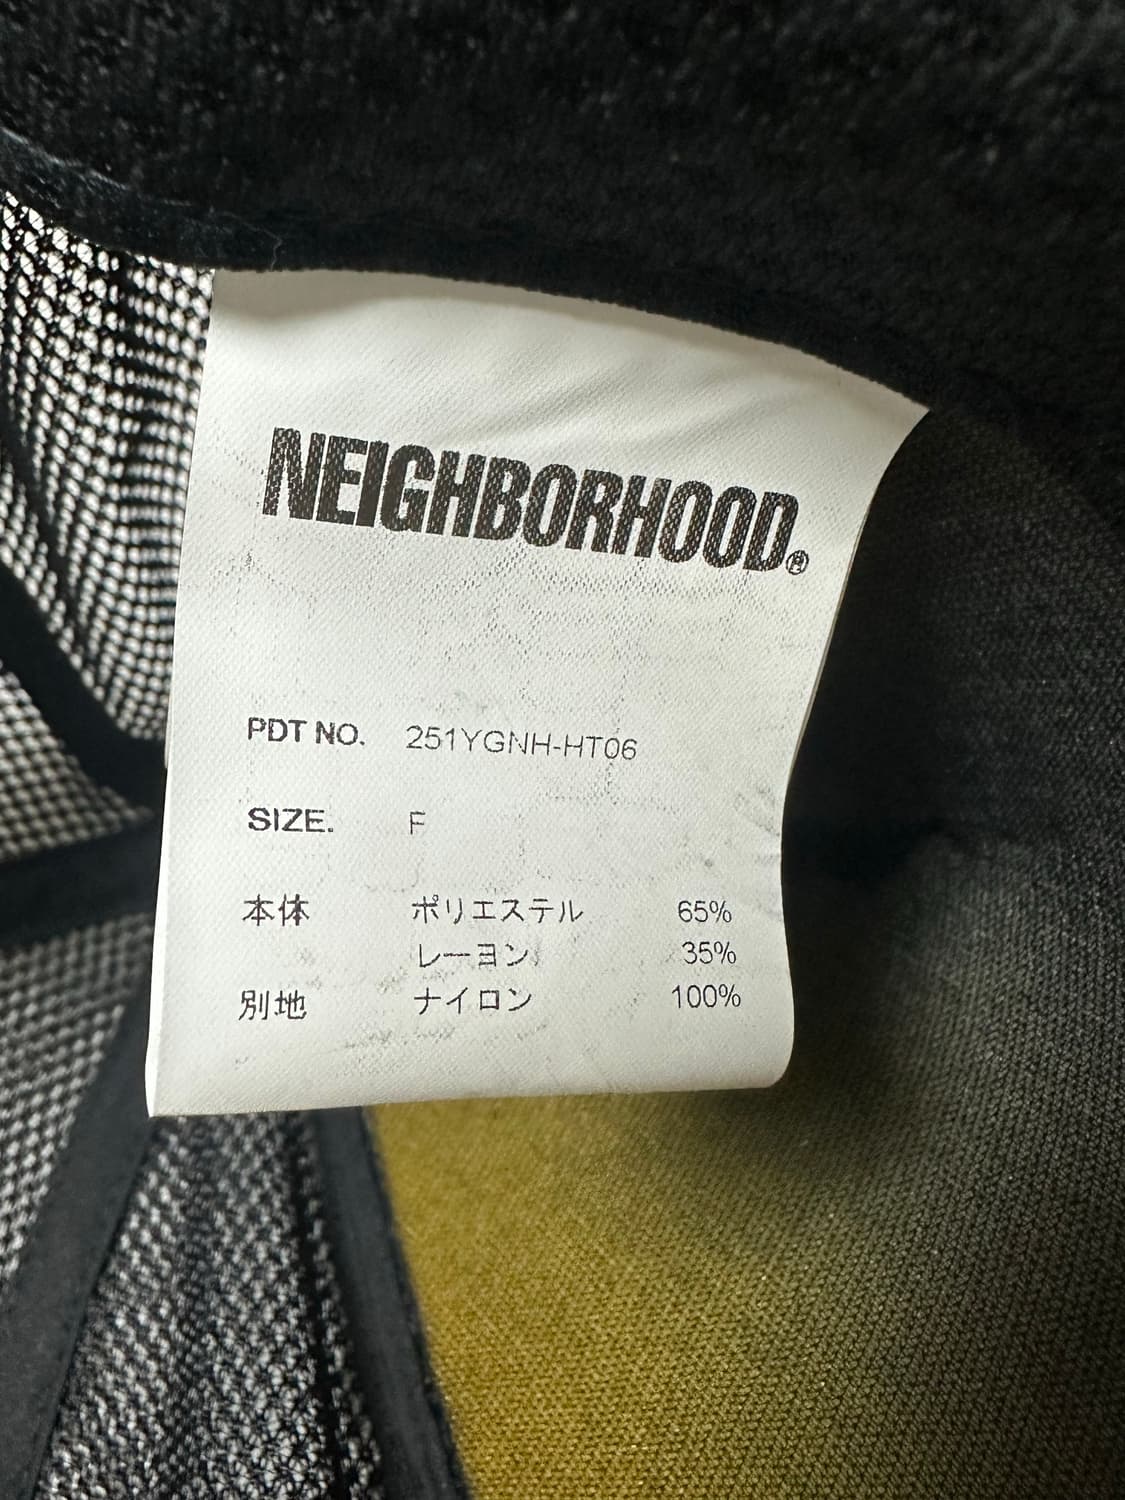 NEIGHBORHOOD®
PDT NO. 251YGNH-HT06
SIZE. F
本体 ポリエステル 65%
レーヨン 35%
別地 ナイロン 100%